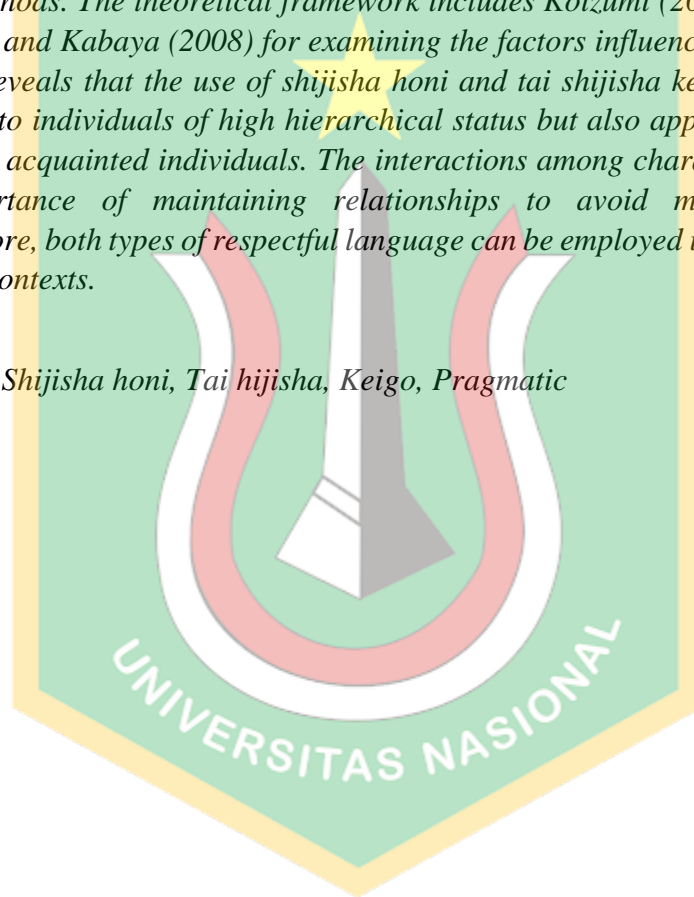 hods. The theoretical framework includes Koizumi (20
and Kabaya (2008) for examining the factors influenc
eveals that the use of shijisha honi and tai shijisha ke
to individuals of high hierarchical status but also app
acquainted individuals. The interactions among chara
rtance of maintaining relationships to avoid m
ore, both types of respectful language can be employed i
contexts.
Shijisha honi, Tai hijisha, Keigo, Pragmatic
UNIVERSITAS NASIONAL